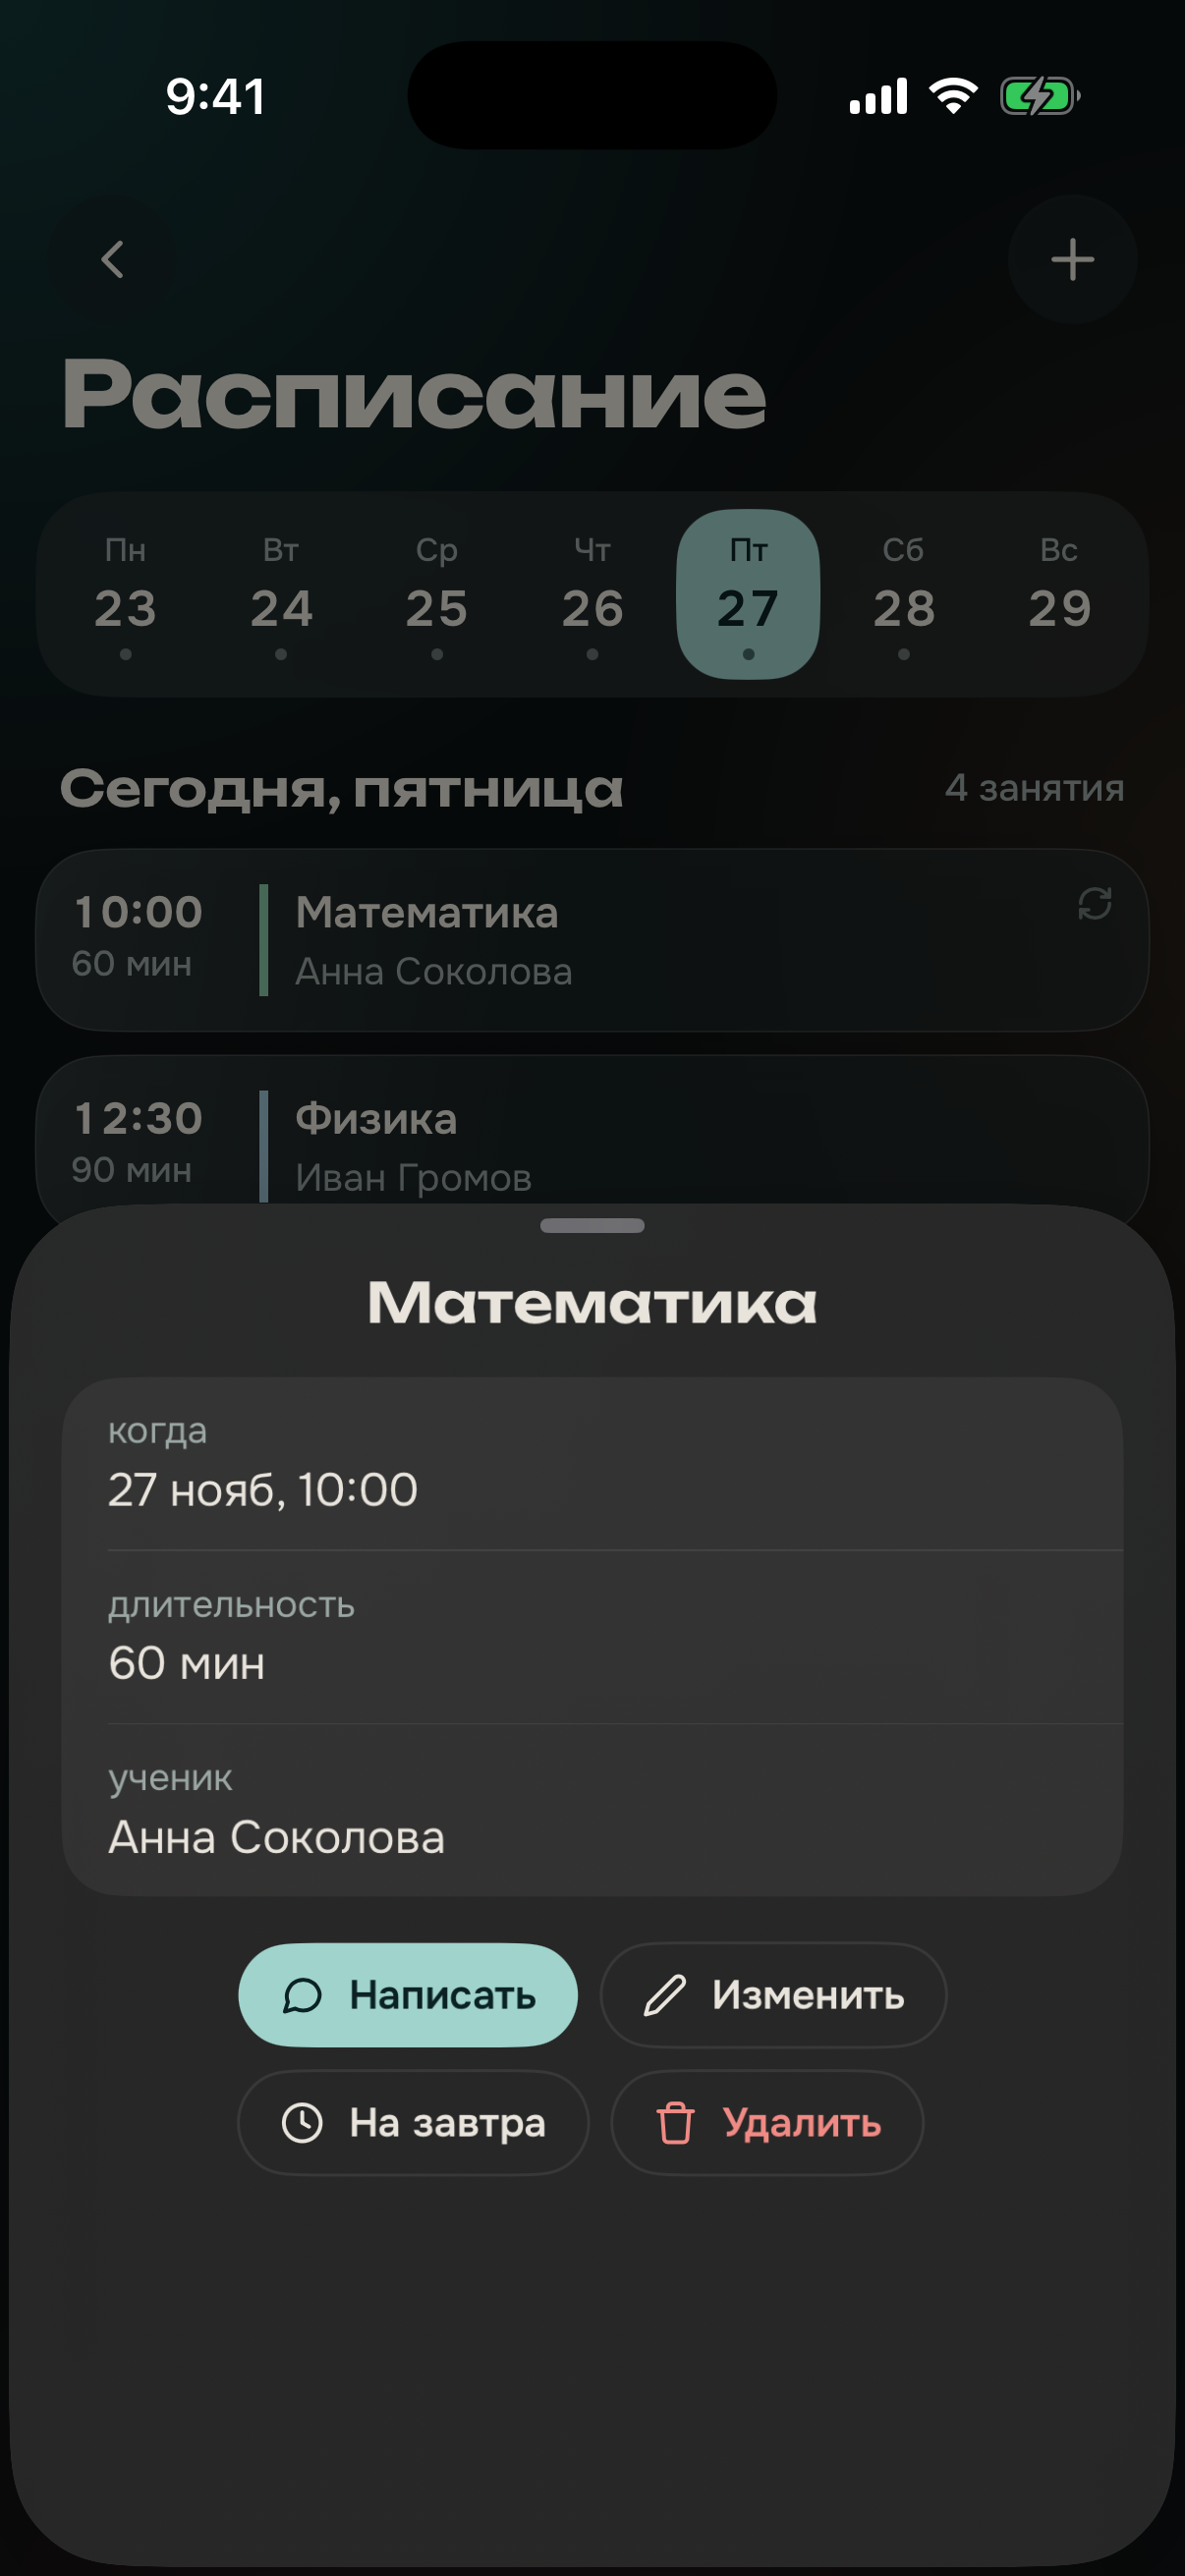 9:41
Расписание
Пн Вт Ср Чт Пт Сб Вс
23 24 25 26 27 28 29
Сегодня, пятница 4 занятия
10:00 Математика
60 мин Анна Соколова
12:30 Физика
90 мин Иван Громов
Математика
когда
27 нояб, 10:00
длительность
60 мин
ученик
Анна Соколова
Написать Изменить
На завтра Удалить